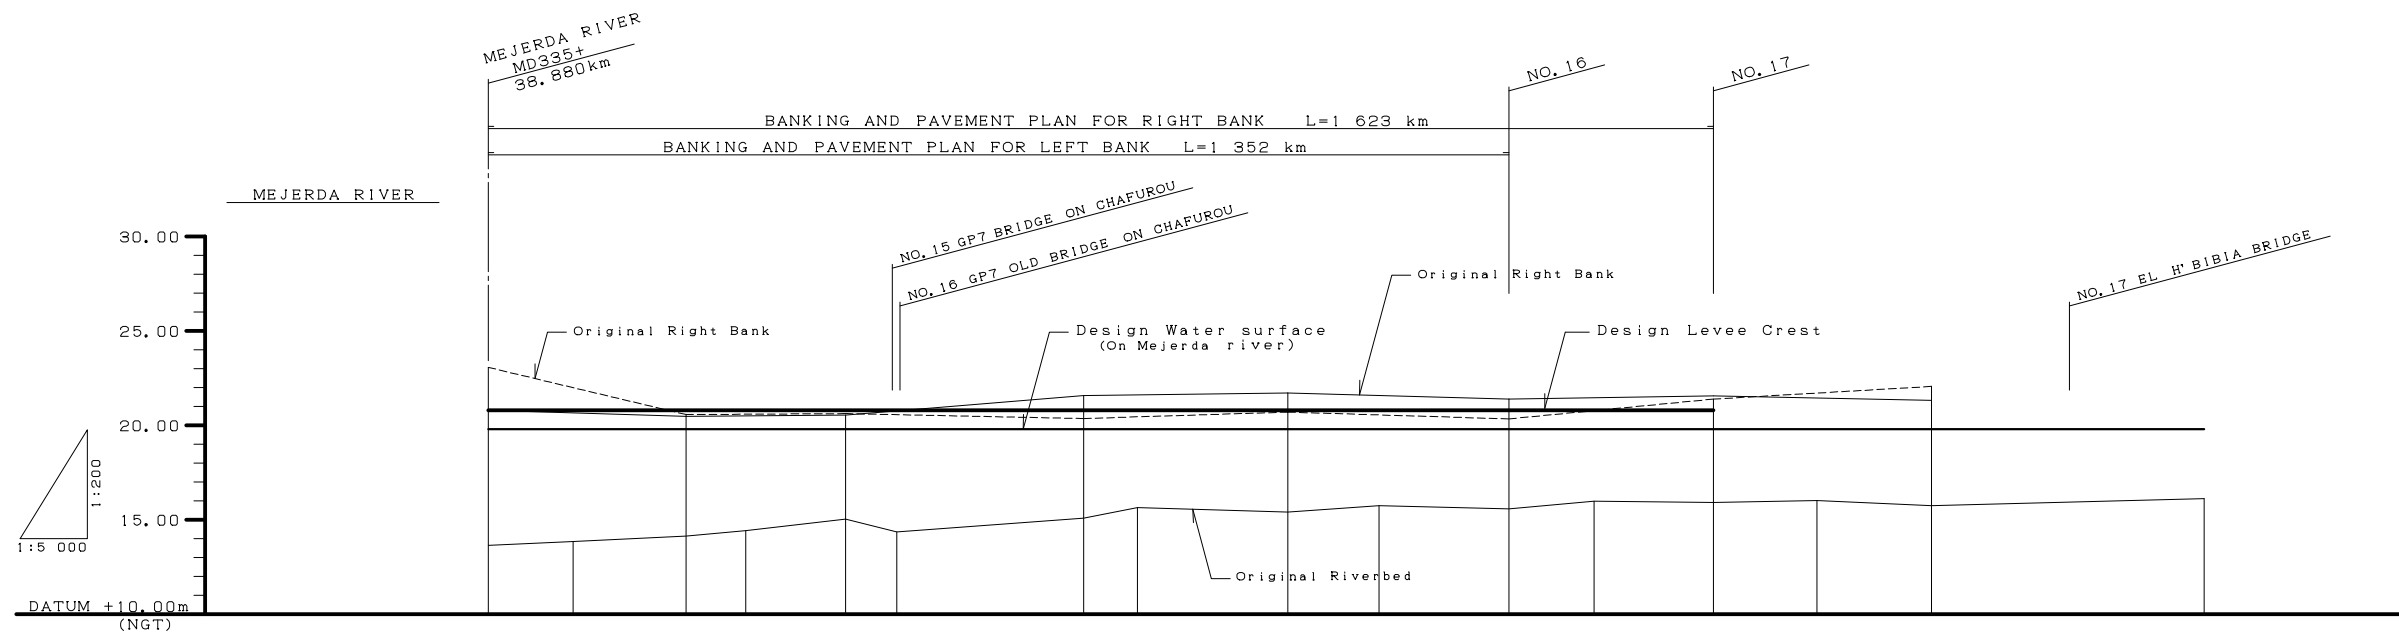 MEJERDA RIVER
MD335+
38.880km
NO.16
NO.17
BANKING AND PAVEMENT PLAN FOR RIGHT BANK L=1 623 km
BANKING AND PAVEMENT PLAN FOR LEFT BANK L=1 352 km
MEJERDA RIVER
NO.15 GP7 BRIDGE ON CHAFUROU
NO.16 GP7 OLD BRIDGE ON CHAFUROU
NO.17 EL H'BIBIA BRIDGE
30.00
Original Right Bank
25.00
Original Right Bank
Design Water surface
(On Mejerda river)
Design Levee Crest
20.00
1:200
15.00
1:5 000
Original Riverbed
DATUM +10.00m
(NGT)